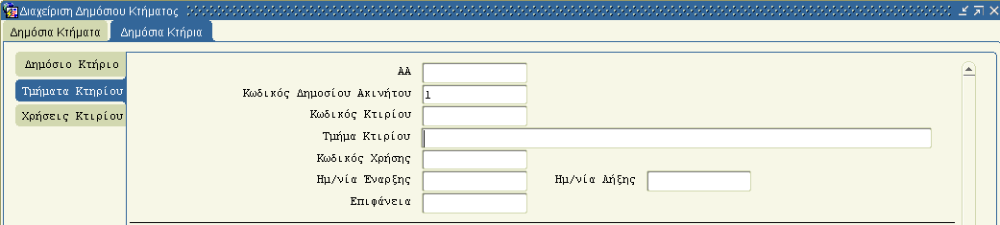 Διαχείριση Δημόσιου Κτήματος
Δημόσια Κτήματα Δημόσια Κτήρια
Δημόσιο Κτήριο
Τμήματα Κτηρίου
Χρήσεις Κτιρίου
ΑΑ
Κωδικός Δημοσίου Ακινήτου 1
Κωδικός Κτιρίου
Τμήμα Κτιρίου
Κωδικός Χρήσης
Ημ/νία Έναρξης Ημ/νία Λήξης
Επιφάνεια